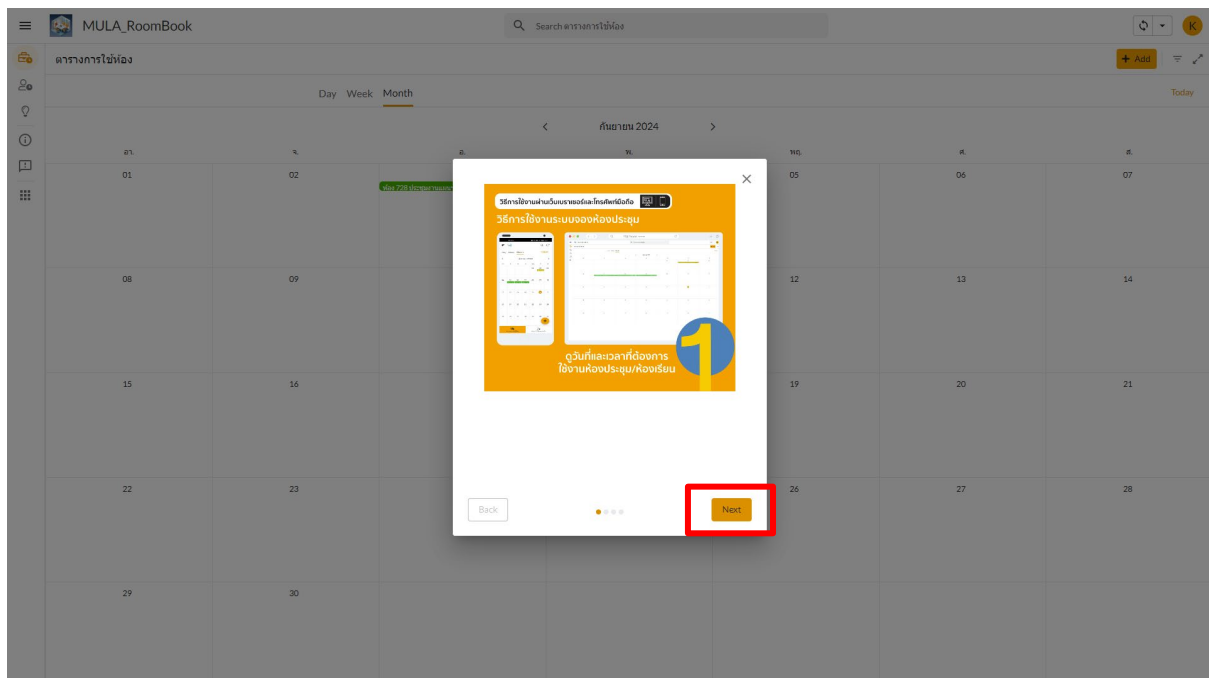 MULA_RoomBook
Search ตารางการใช้ห้อง
K
ตารางการใช้ห้อง
+ Add
Day Week Month
Today
< กันยายน 2024 >
อา. จ. อ. พ. พฤ. ศ. ส.
01 02 05 06 07
ห้อง 728
วิธีการใช้งานผ่านเว็บเบราเซอร์และโทรศัพท์มือถือ
วิธีการใช้งานระบบจองห้องประชุม
08 09 12 13 14
1
ดูวันที่และเวลาที่ต้องการ
ใช้งานห้องประชุม/ห้องเรียน
15 16 19 20 21
22 23 26 27 28
Back Next
29 30